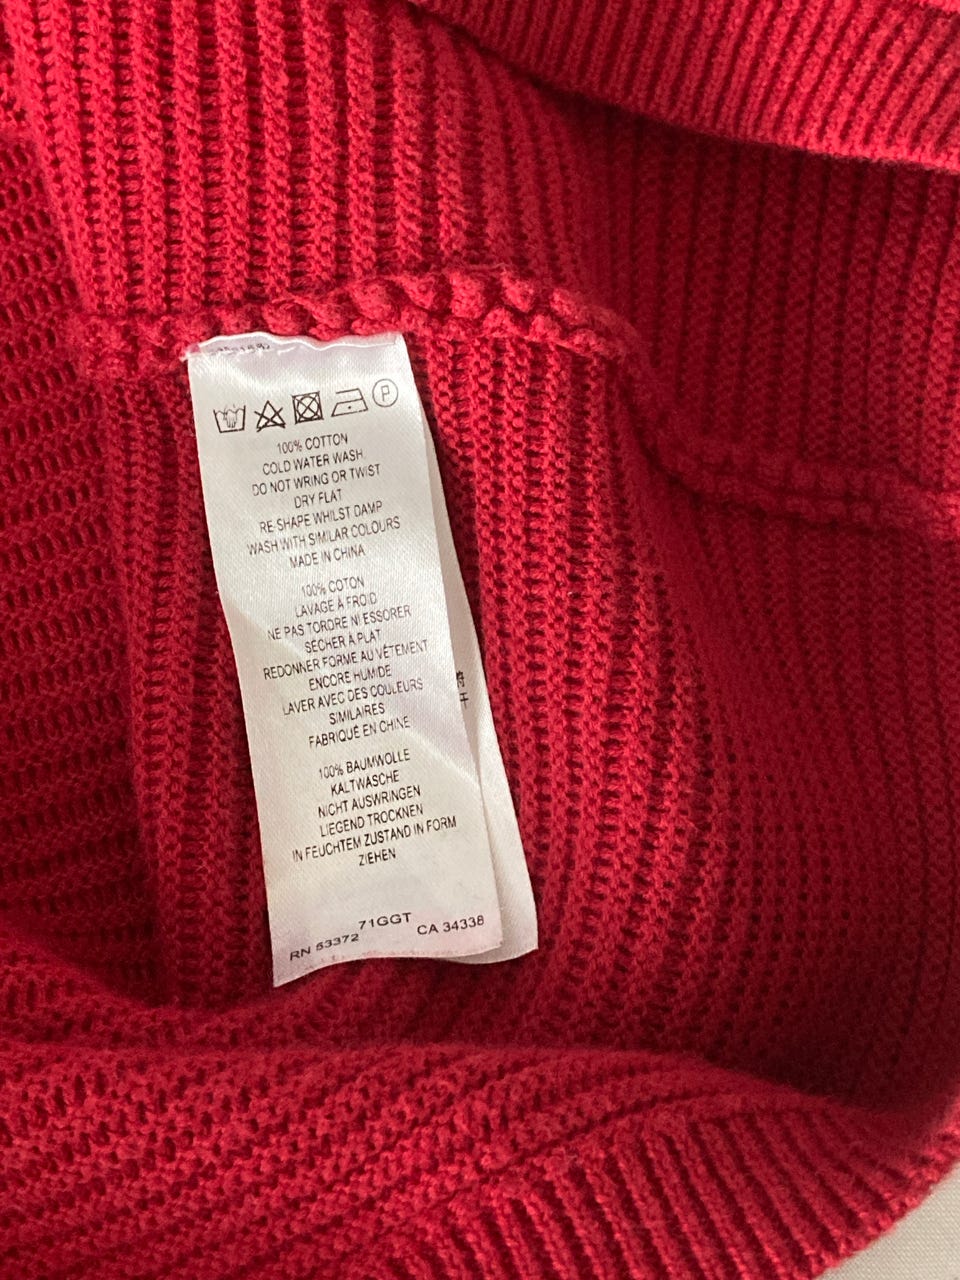 100% COTTON
COLD WATER WASH
DO NOT WRING OR TWIST
DRY FLAT
RE-SHAPE WHILST DAMP
WASH WITH SIMILAR COLOURS
MADE IN CHINA
100% COTON
LAVAGE À FROID
NE PAS TORDRE NI ESSORER
SÉCHER À PLAT
REDONNER FORME AU VÊTEMENT
ENCORE HUMIDE
LAVER AVEC DES COULEURS
SIMILAIRES
FABRIQUÉ EN CHINE
100% BAUMWOLLE
KALTWÄSCHE
NICHT AUSWRINGEN
LIEGEND TROCKNEN
IN FEUCHTEM ZUSTAND IN FORM
ZIEHEN
71GGT
RN 53372 CA 34338